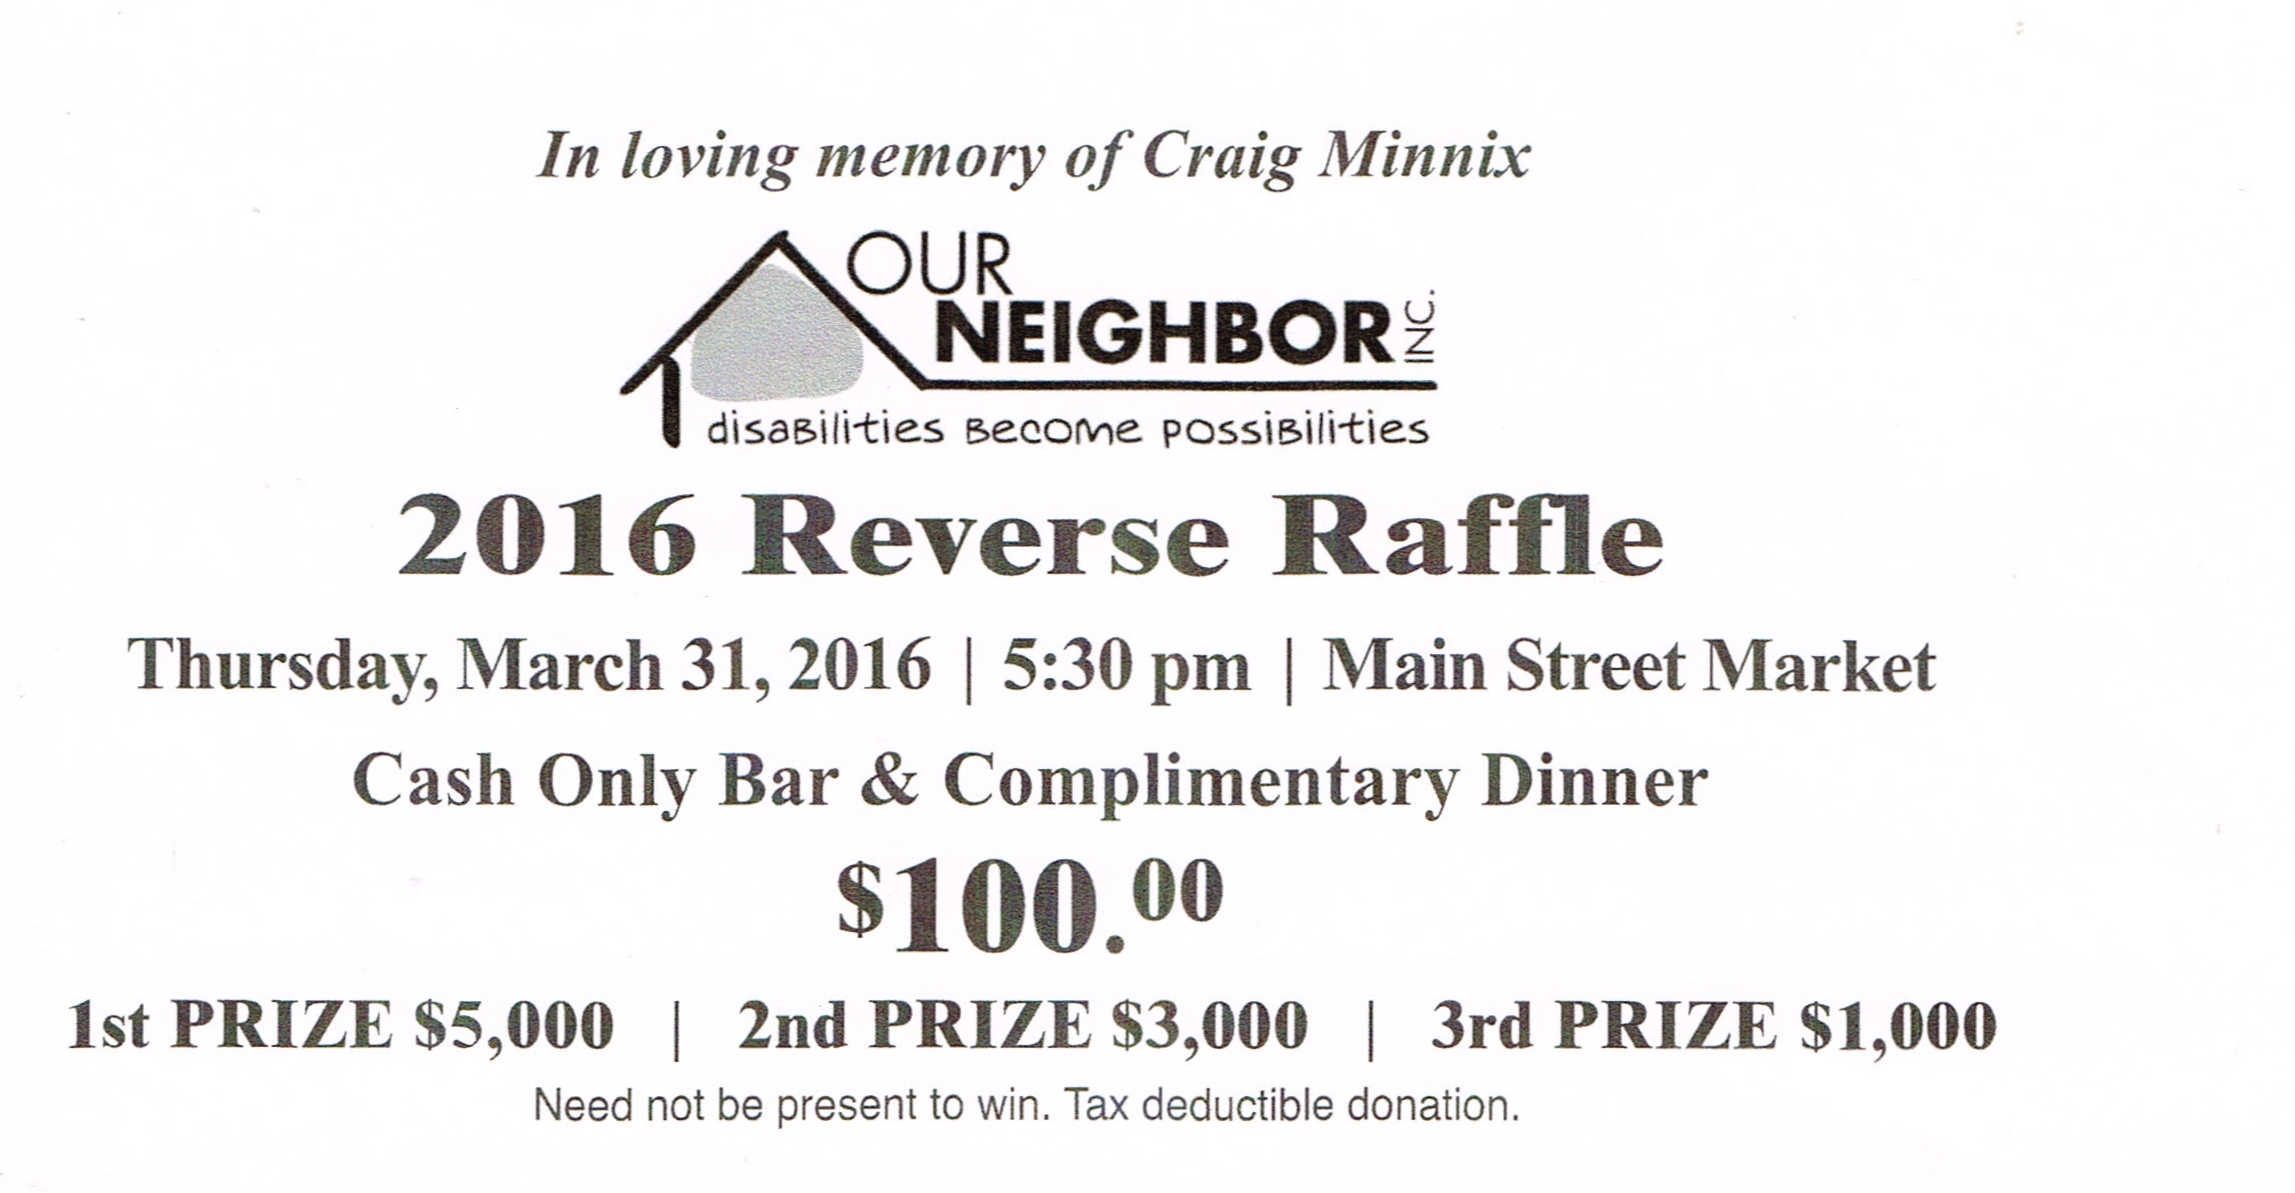 In loving memory of Craig Minnix
OUR
NEIGHBOR INC.
disabilities become possibilities
2016 Reverse Raffle
Thursday, March 31, 2016 | 5:30 pm | Main Street Market
Cash Only Bar & Complimentary Dinner
$100.00
1st PRIZE $5,000 | 2nd PRIZE $3,000 | 3rd PRIZE $1,000
Need not be present to win. Tax deductible donation.